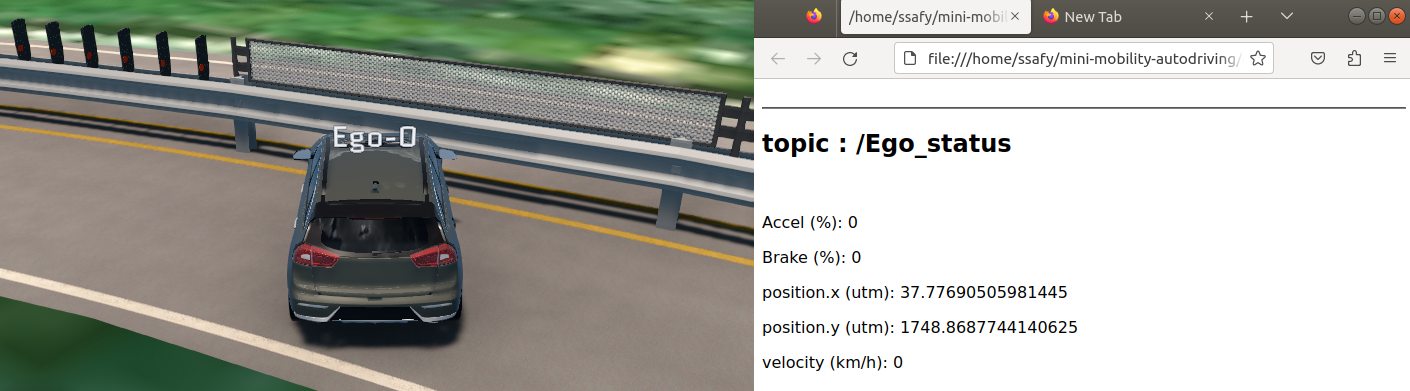 Ego-0
/home/ssafy/mini-mobil
New Tab
file:///home/ssafy/mini-mobility-autodriving/
topic : /Ego_status
Accel (%): 0
Brake (%): 0
position.x (utm): 37.77690505981445
position.y (utm): 1748.8687744140625
velocity (km/h): 0